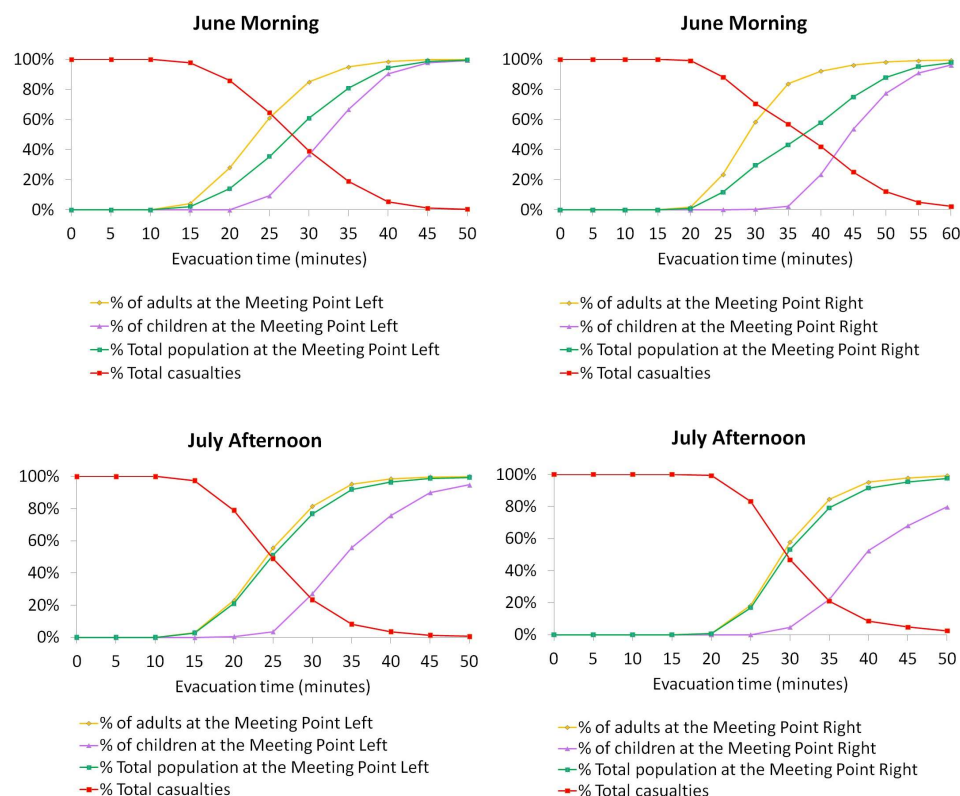 June Morning
100%
80%
60%
40%
20%
0%
0 5 10 15 20 25 30 35 40 45 50
Evacuation time (minutes)
% of adults at the Meeting Point Left
% of children at the Meeting Point Left
% Total population at the Meeting Point Left
% Total casualties
June Morning
100%
80%
60%
40%
20%
0%
0 5 10 15 20 25 30 35 40 45 50 55 60
Evacuation time (minutes)
% of adults at the Meeting Point Right
% of children at the Meeting Point Right
% Total population at the Meeting Point Right
% Total casualties
July Afternoon
100%
80%
60%
40%
20%
0%
0 5 10 15 20 25 30 35 40 45 50
Evacuation time (minutes)
% of adults at the Meeting Point Left
% of children at the Meeting Point Left
% Total population at the Meeting Point Left
% Total casualties
July Afternoon
100%
80%
60%
40%
20%
0%
0 5 10 15 20 25 30 35 40 45 50
Evacuation time (minutes)
% of adults at the Meeting Point Right
% of children at the Meeting Point Right
% Total population at the Meeting Point Right
% Total casualties